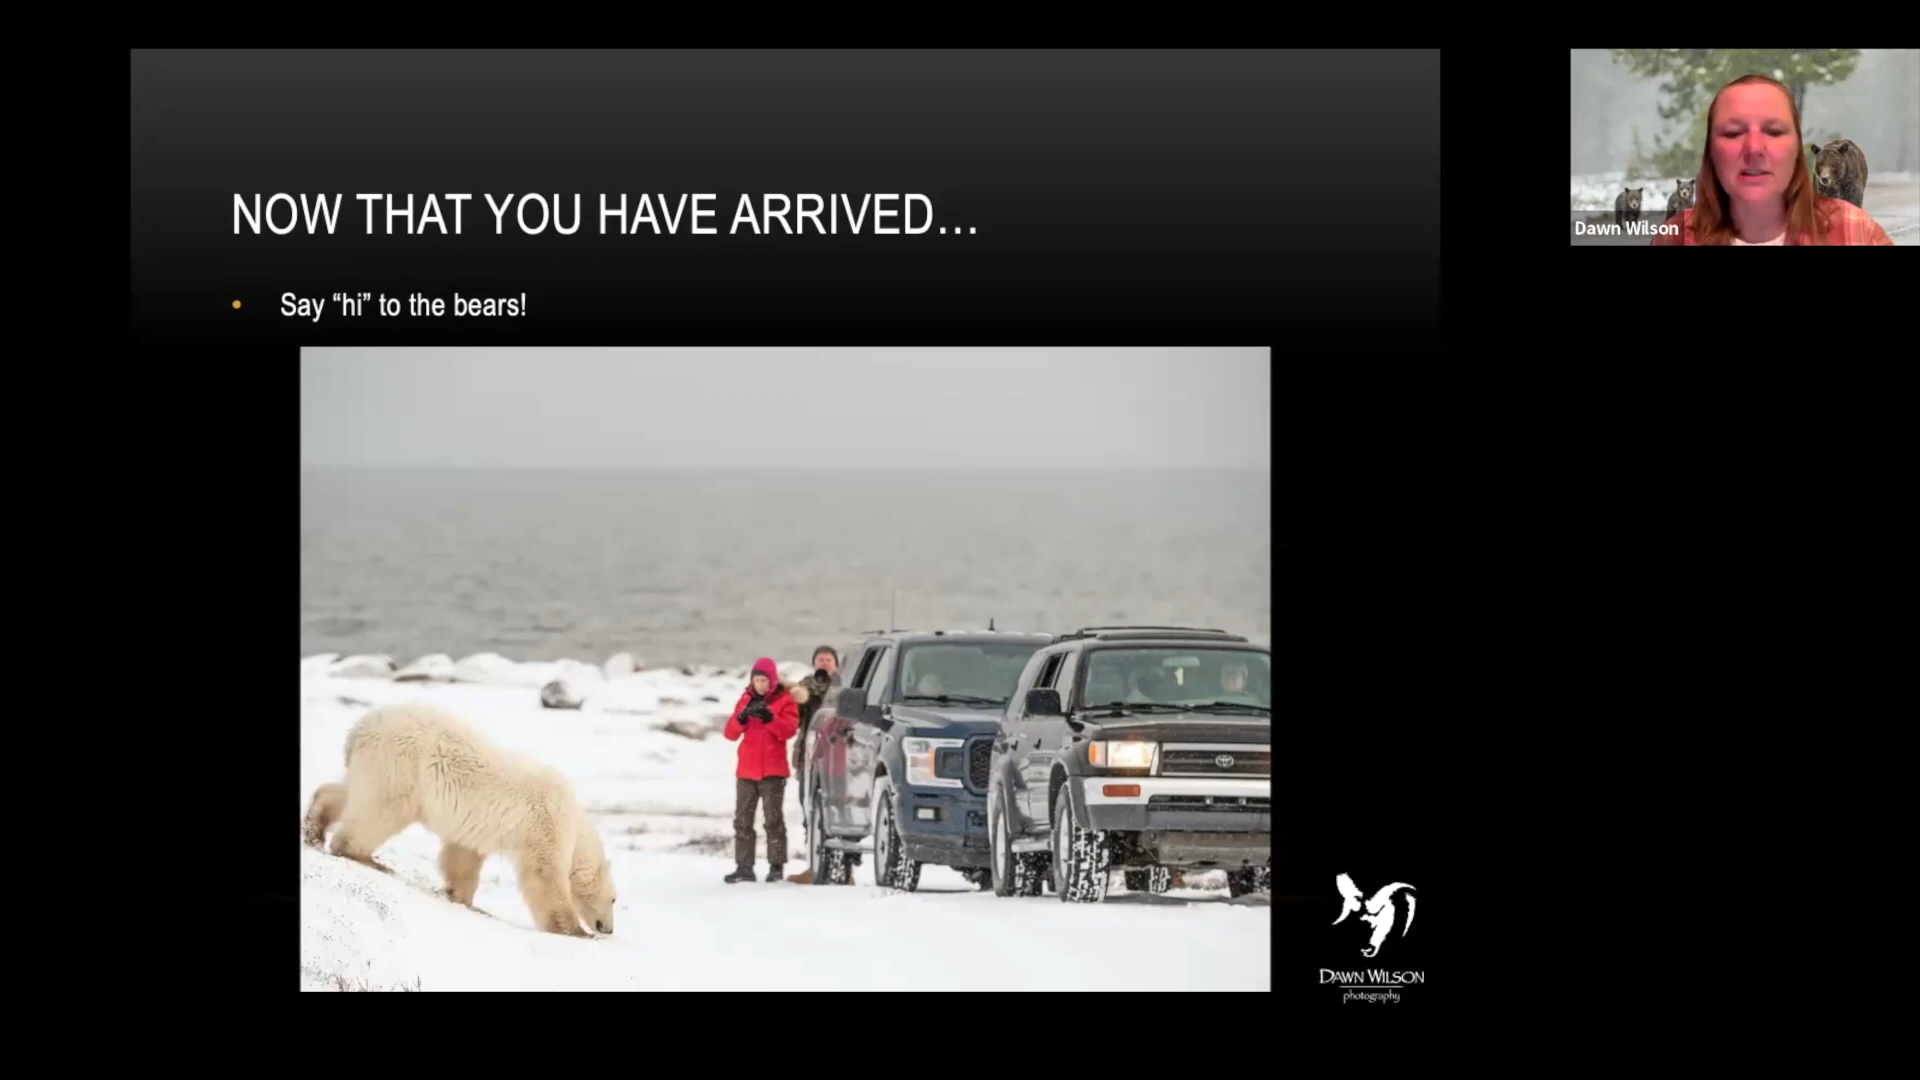 NOW THAT YOU HAVE ARRIVED…
• Say “hi” to the bears!
Dawn Wilson
DAWN WILSON
photography